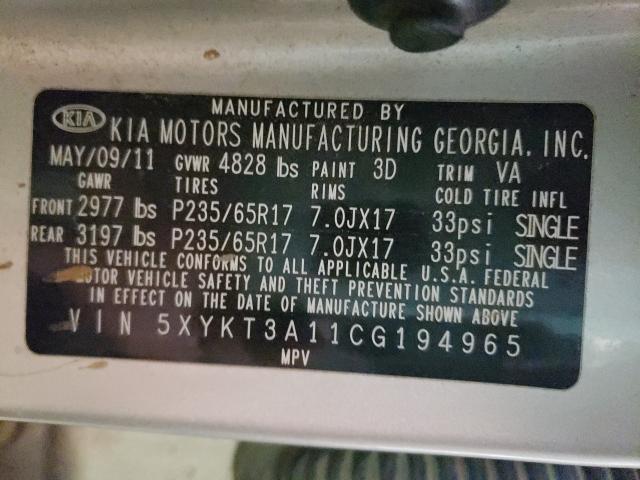 MANUFACTURED BY
KIA KIA MOTORS MANUFACTURING GEORGIA, INC.
MAY/09/11 GVWR 4828 lbs PAINT 3D TRIM VA
GAWR TIRES RIMS COLD TIRE INFL
FRONT 2977 lbs P235/65R17 7.0JX17 33psi SINGLE
REAR 3197 lbs P235/65R17 7.0JX17 33psi SINGLE
THIS VEHICLE CONFORMS TO ALL APPLICABLE U.S.A. FEDERAL
MOTOR VEHICLE SAFETY AND THEFT PREVENTION STANDARDS
IN EFFECT ON THE DATE OF MANUFACTURE SHOWN ABOVE
VIN 5XYKT3A11CG194965
MPV